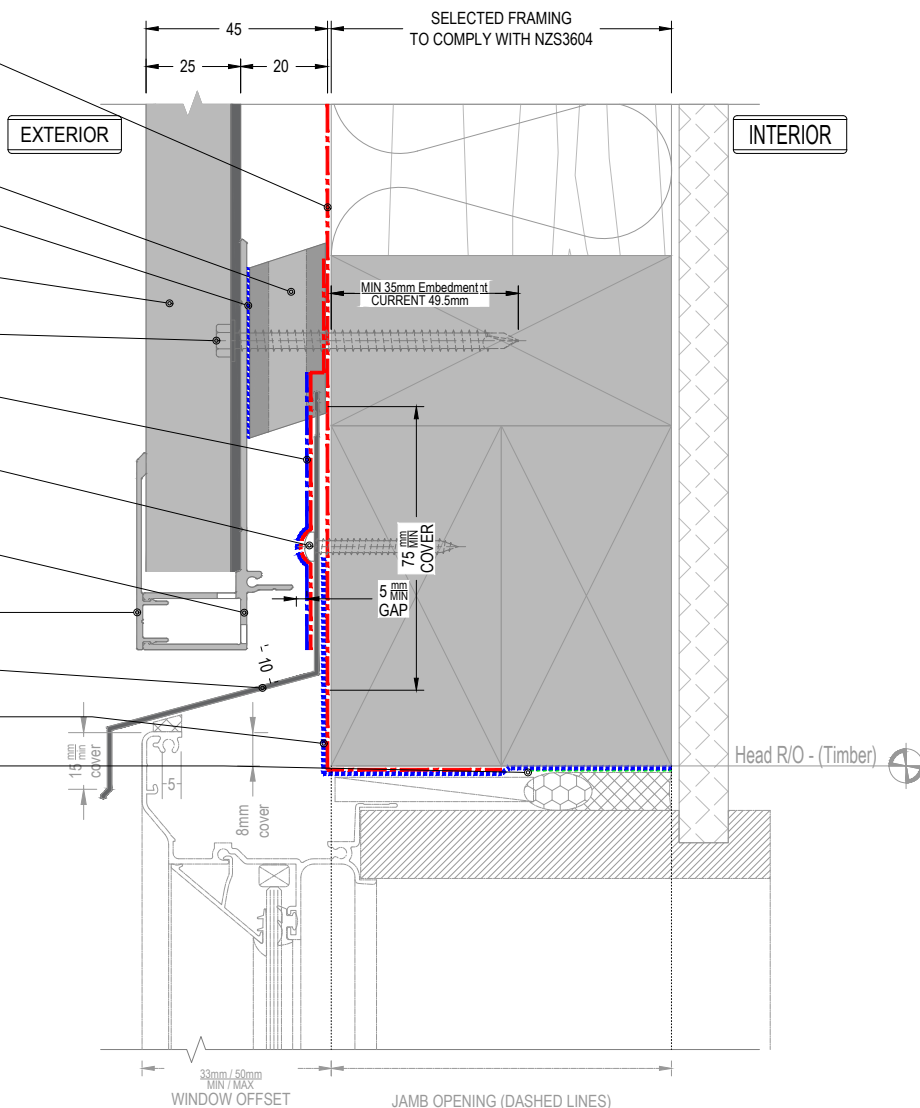 SELECTED FRAMING
TO COMPLY WITH NZS3604
45
25
20
EXTERIOR
INTERIOR
MIN 35mm Embedment
CURRENT 49.5mm
75 mm MIN
COVER
5 mm MIN
GAP
10
15 mm min
cover
5
8mm
cover
Head R/O - (Timber)
33mm / 50mm
MIN / MAX
WINDOW OFFSET
JAMB OPENING (DASHED LINES)